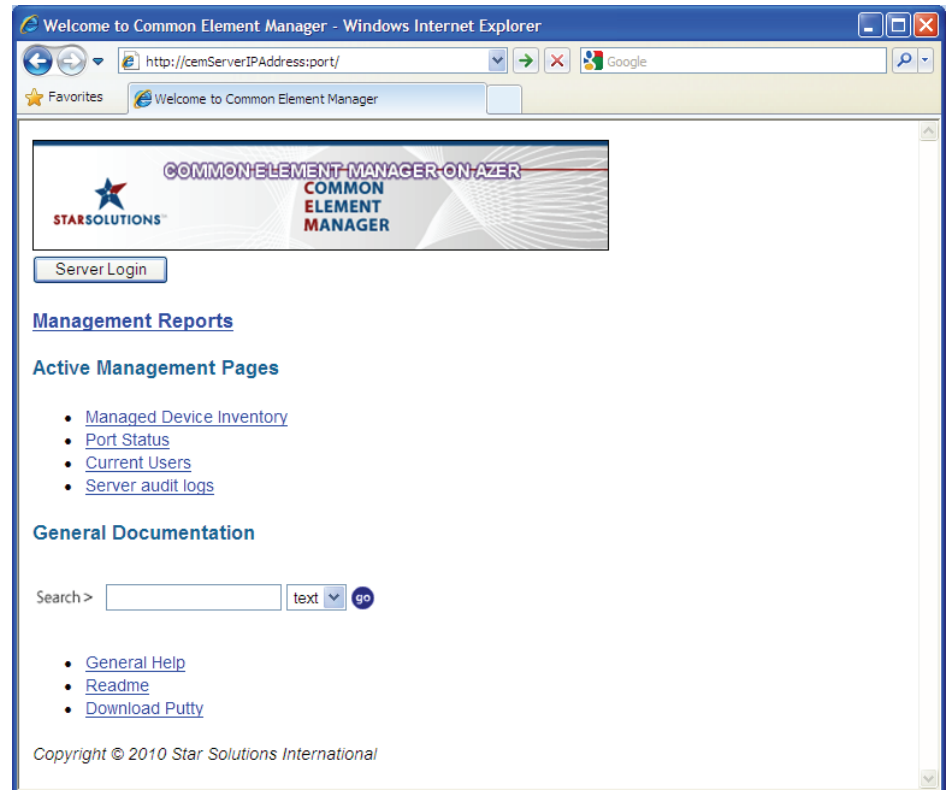 Welcome to Common Element Manager - Windows Internet Explorer
http://cemServerIPAddress:port/
Google
Favorites
Welcome to Common Element Manager
COMMON-ELEMENT-MANAGER-ON-AZER
STARSOLUTIONS™
COMMON
ELEMENT
MANAGER
Server Login
Management Reports
Active Management Pages
Managed Device Inventory
Port Status
Current Users
Server audit logs
General Documentation
Search > text go
General Help
Readme
Download Putty
Copyright © 2010 Star Solutions International